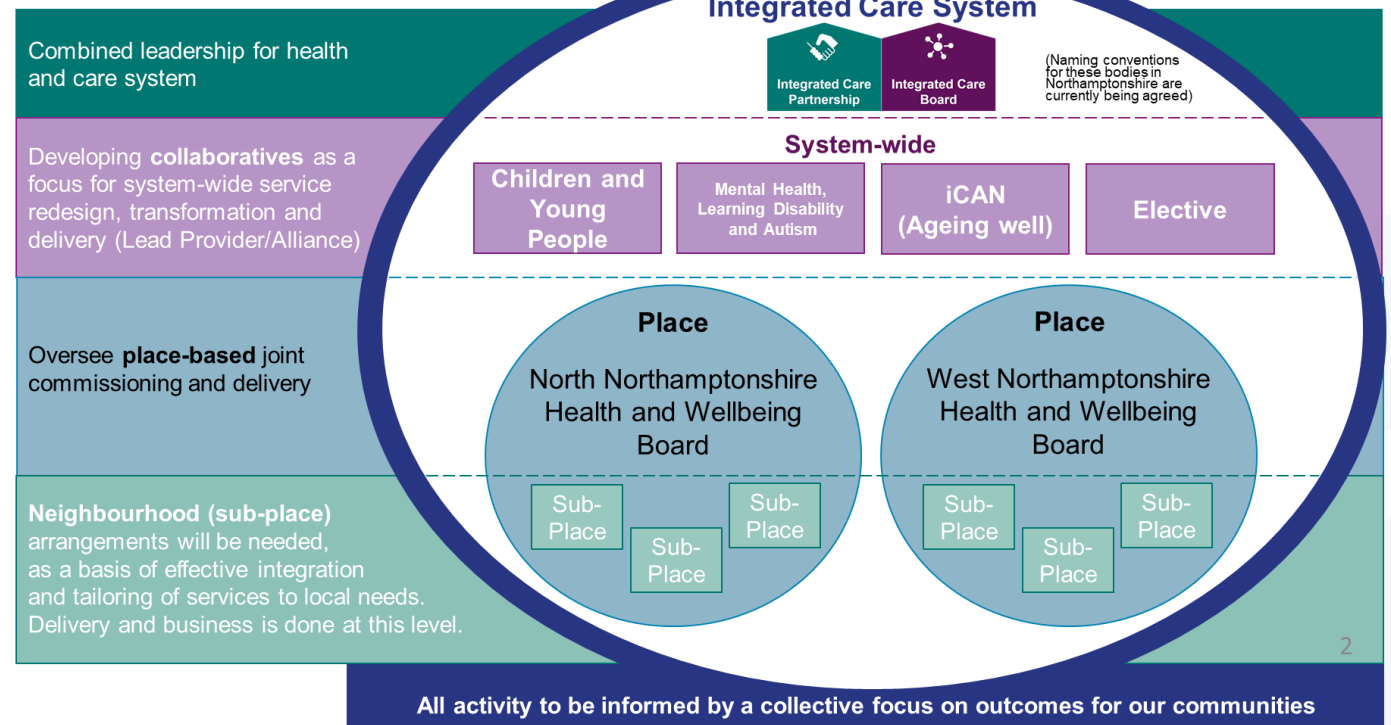 Integrated Care System
Combined leadership for health
and care system
Integrated Care
Partnership
Integrated Care
Board
(Naming conventions
for these bodies in
Northamptonshire are
currently being agreed)
Developing collaboratives as a
focus for system-wide service
redesign, transformation and
delivery (Lead Provider/Alliance)
System-wide
Children and
Young
People
Mental Health,
Learning Disability
and Autism
iCAN
(Ageing well)
Elective
Oversee place-based joint
commissioning and delivery
Place
North Northamptonshire
Health and Wellbeing
Board
Place
West Northamptonshire
Health and Wellbeing
Board
Neighbourhood (sub-place)
arrangements will be needed,
as a basis of effective integration
and tailoring of services to local needs.
Delivery and business is done at this level.
Sub-
Place
Sub-
Place
Sub-
Place
Sub-
Place
Sub-
Place
Sub-
Place
2
All activity to be informed by a collective focus on outcomes for our communities